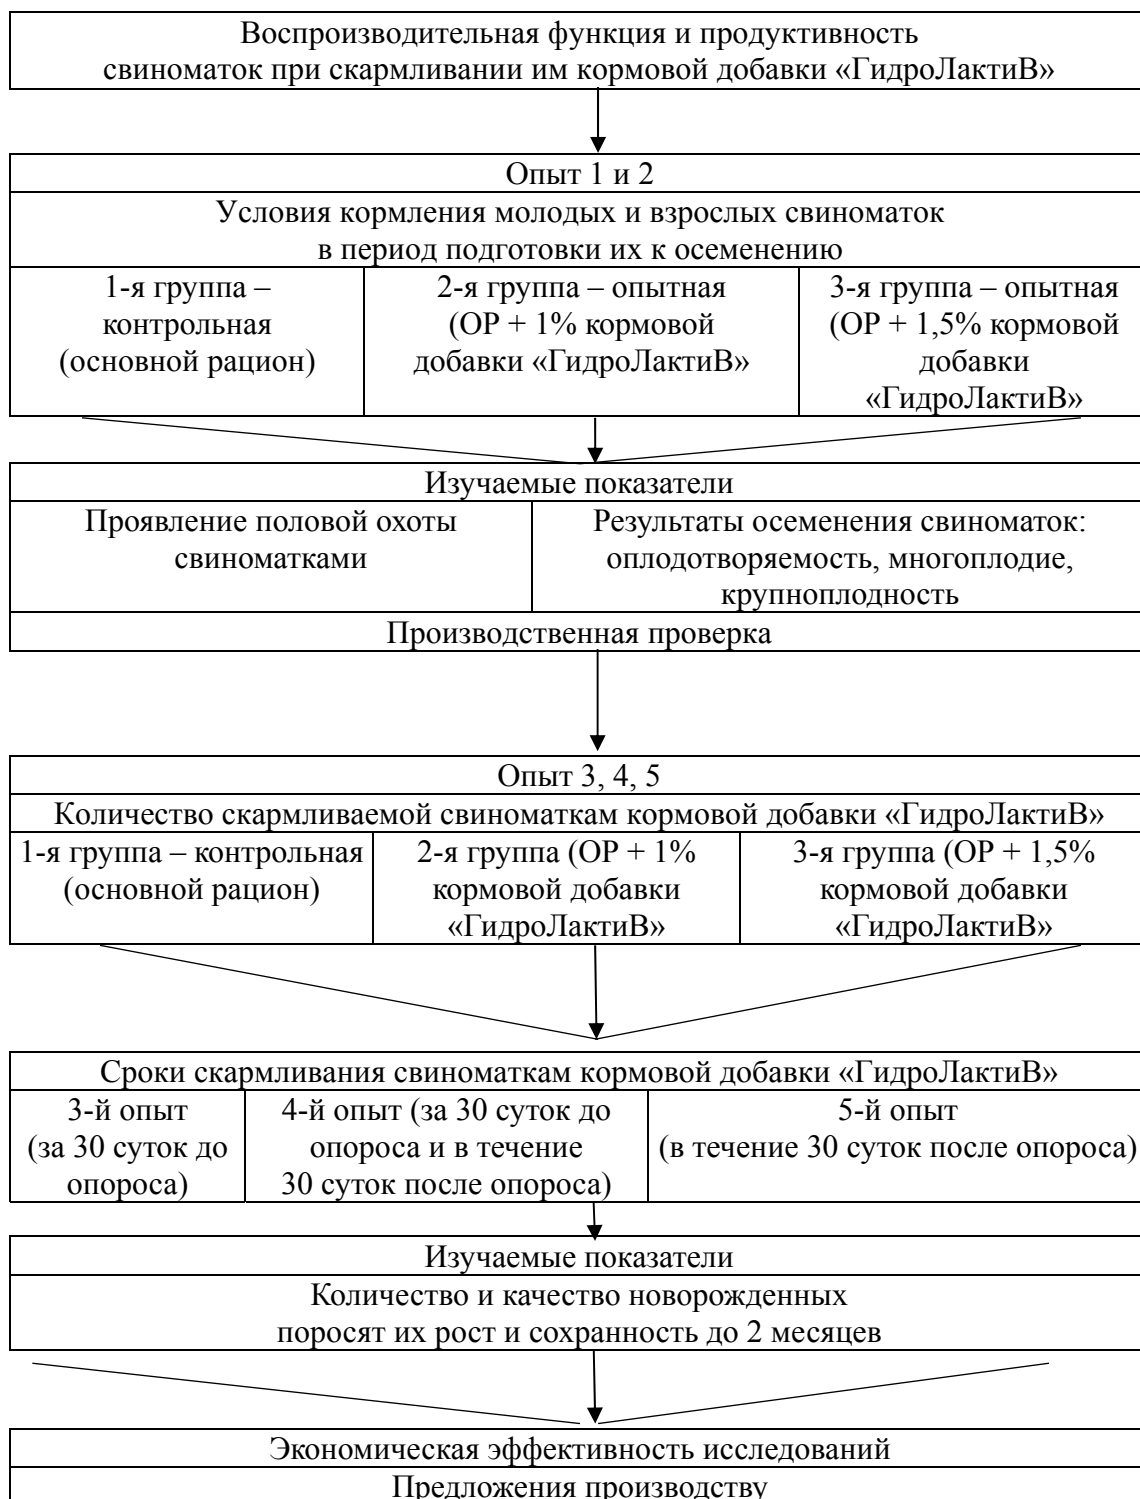 Воспроизводительная функция и продуктивность
свиноматок при скармливании им кормовой добавки «ГидроЛактиВ»
Опыт 1 и 2
Условия кормления молодых и взрослых свиноматок
в период подготовки их к осеменению
1-я группа –
контрольная
(основной рацион)
2-я группа – опытная
(ОР + 1% кормовой
добавки «ГидроЛактиВ»
3-я группа – опытная
(ОР + 1,5% кормовой
добавки
«ГидроЛактиВ»
Изучаемые показатели
Проявление половой охоты
свиноматками
Результаты осеменения свиноматок:
оплодотворяемость, многоплодие,
крупноплодность
Производственная проверка
Опыт 3, 4, 5
Количество скармливаемой свиноматкам кормовой добавки «ГидроЛактиВ»
1-я группа – контрольная
(основной рацион)
2-я группа (ОР + 1%
кормовой добавки
«ГидроЛактиВ»
3-я группа (ОР + 1,5%
кормовой добавки
«ГидроЛактиВ»
Сроки скармливания свиноматкам кормовой добавки «ГидроЛактиВ»
3-й опыт
(за 30 суток до
опороса)
4-й опыт (за 30 суток до
опороса и в течение
30 суток после опороса)
5-й опыт
(в течение 30 суток после опороса)
Изучаемые показатели
Количество и качество новорожденных
поросят их рост и сохранность до 2 месяцев
Экономическая эффективность исследований
Предложения производству